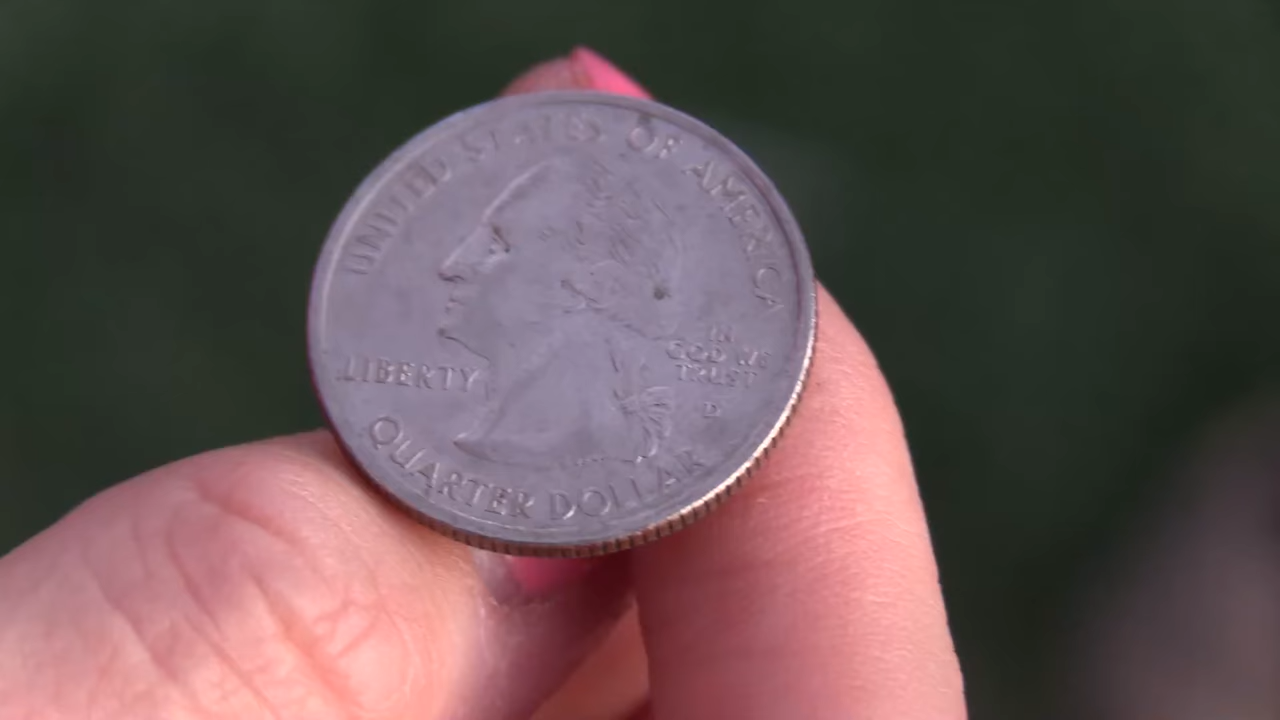 UNITED STATES OF AMERICA
LIBERTY
IN
GOD WE
TRUST
D
QUARTER DOLLAR